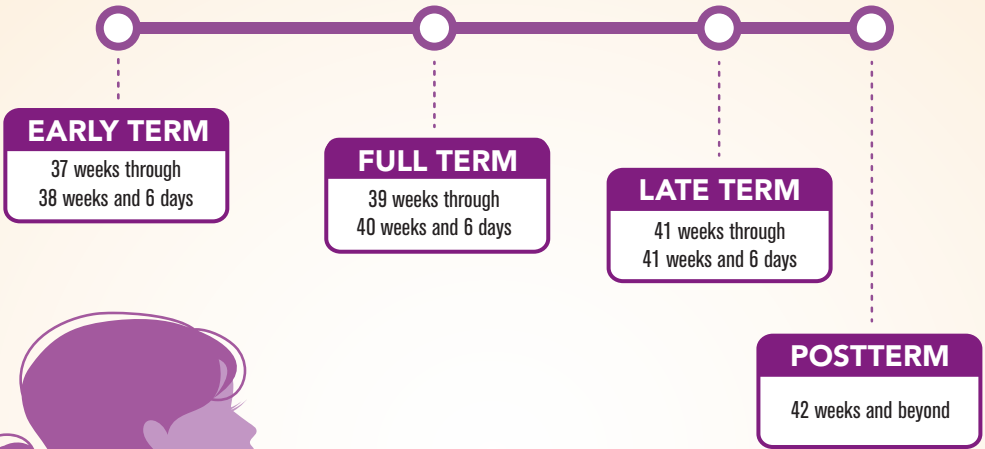 EARLY TERM
37 weeks through
38 weeks and 6 days
FULL TERM
39 weeks through
40 weeks and 6 days
LATE TERM
41 weeks through
41 weeks and 6 days
POSTTERM
42 weeks and beyond